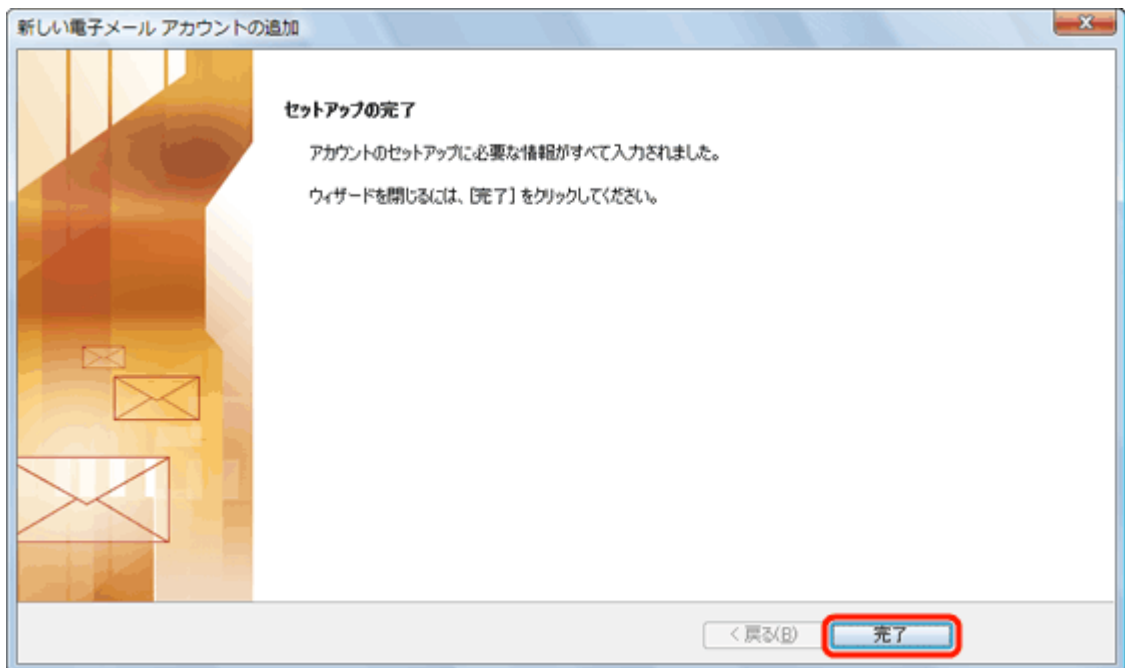 新しい電子メール アカウントの追加
セットアップの完了
アカウントのセットアップに必要な情報がすべて入力されました。
ウィザードを閉じるには、[完了] をクリックしてください。
< 戻る(B)
完了